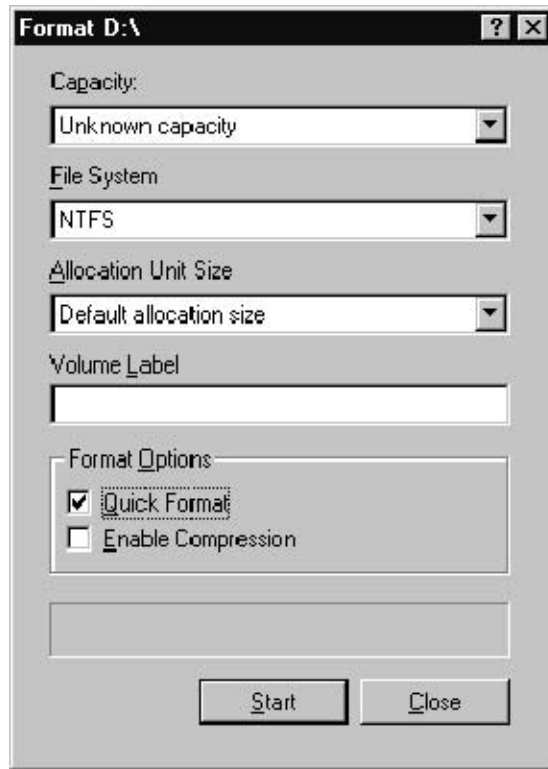 Format D:\
Capacity:
Unknown capacity
File System
NTFS
Allocation Unit Size
Default allocation size
Volume Label
Format Options
Quick Format
Enable Compression
Start
Close